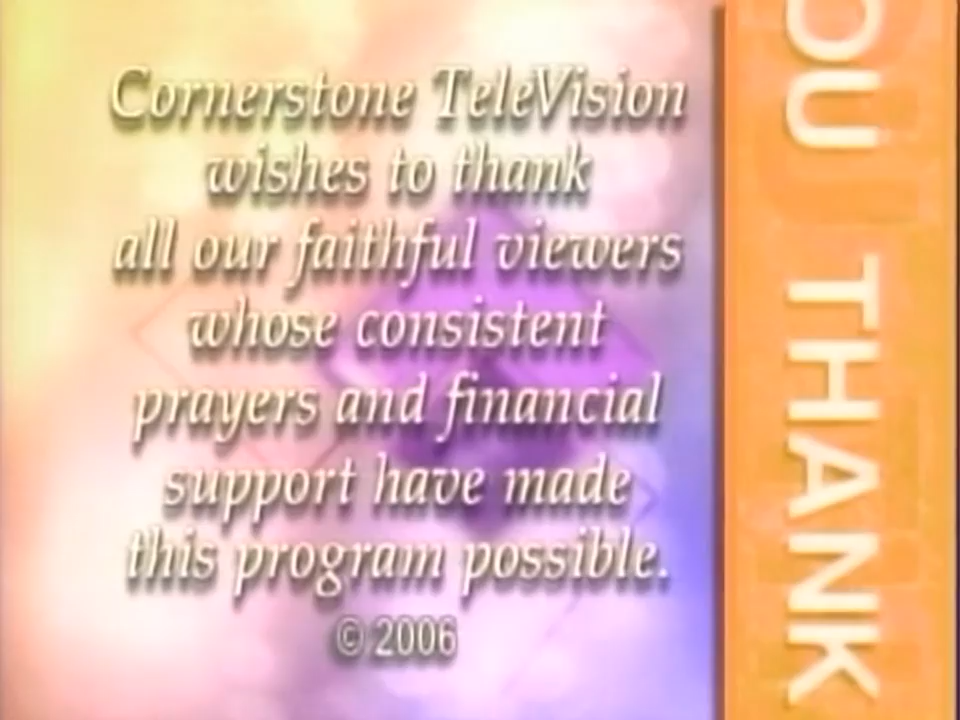 Cornerstone TeleVision
wishes to thank
all our faithful viewers
whose consistent
prayers and financial
support have made
this program possible.
© 2006
OU THANK